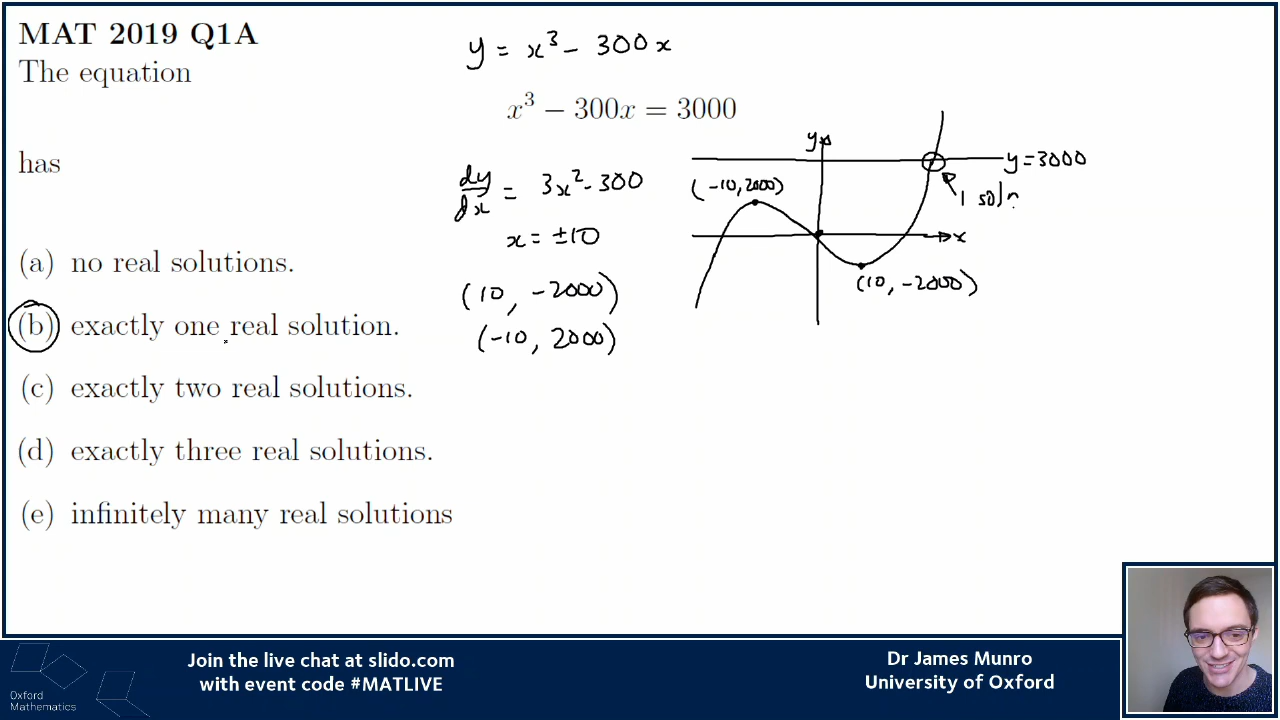 MAT 2019 Q1A
The equation
x³ − 300x = 3000
has
(a) no real solutions.
(b) exactly one real solution.
(c) exactly two real solutions.
(d) exactly three real solutions.
(e) infinitely many real solutions
y = x³ − 300x
dy/dx = 3x² − 300
x = ±10
(10, −2000)
(−10, 2000)
y
y = 3000
(−10, 2000)
1 soln
x
(10, −2000)
Oxford
Mathematics
Join the live chat at slido.com
with event code #MATLIVE
Dr James Munro
University of Oxford